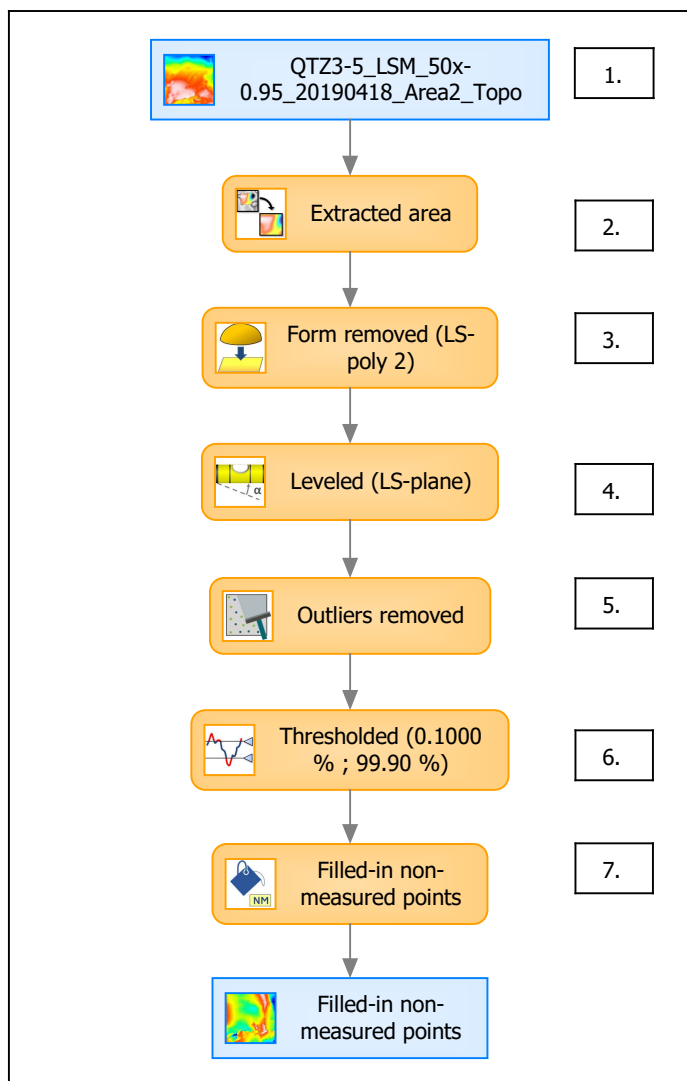 QTZ3-5_LSM_50x-
0.95_20190418_Area2_Topo
1.
Extracted area
2.
Form removed (LS-
poly 2)
3.
α
Leveled (LS-plane)
4.
Outliers removed
5.
Thresholded (0.1000
% ; 99.90 %)
6.
NM
Filled-in non-
measured points
7.
Filled-in non-
measured points